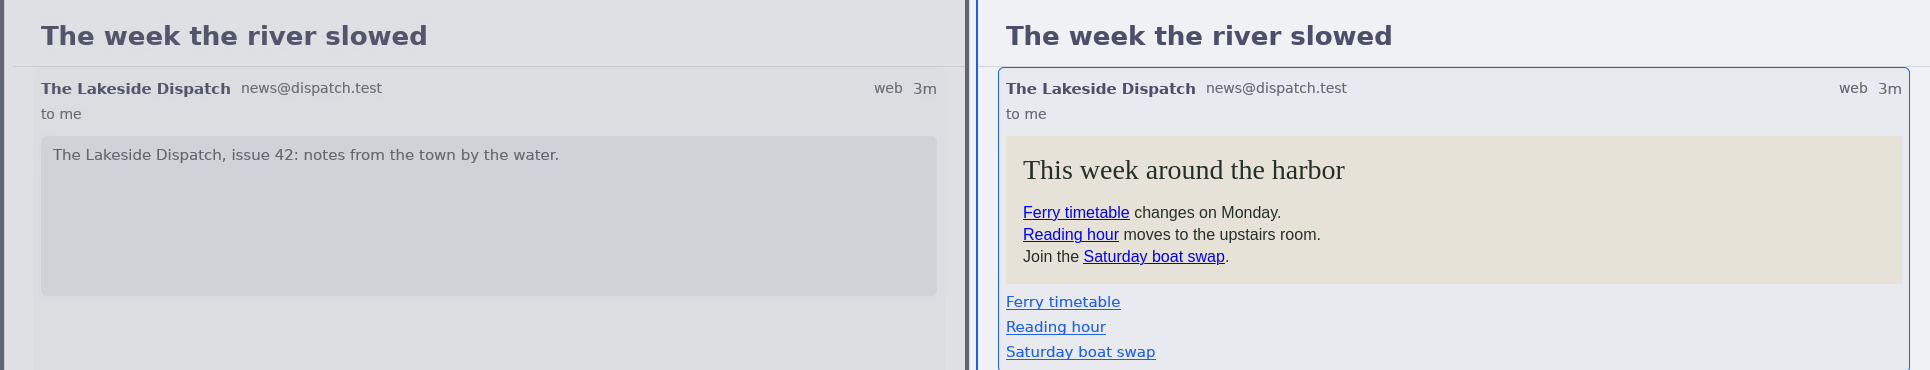 The week the river slowed
The Lakeside Dispatch news@dispatch.test web 3m
to me
The Lakeside Dispatch, issue 42: notes from the town by the water.
The week the river slowed
The Lakeside Dispatch news@dispatch.test web 3m
to me
This week around the harbor
Ferry timetable changes on Monday.
Reading hour moves to the upstairs room.
Join the Saturday boat swap.
Ferry timetable
Reading hour
Saturday boat swap